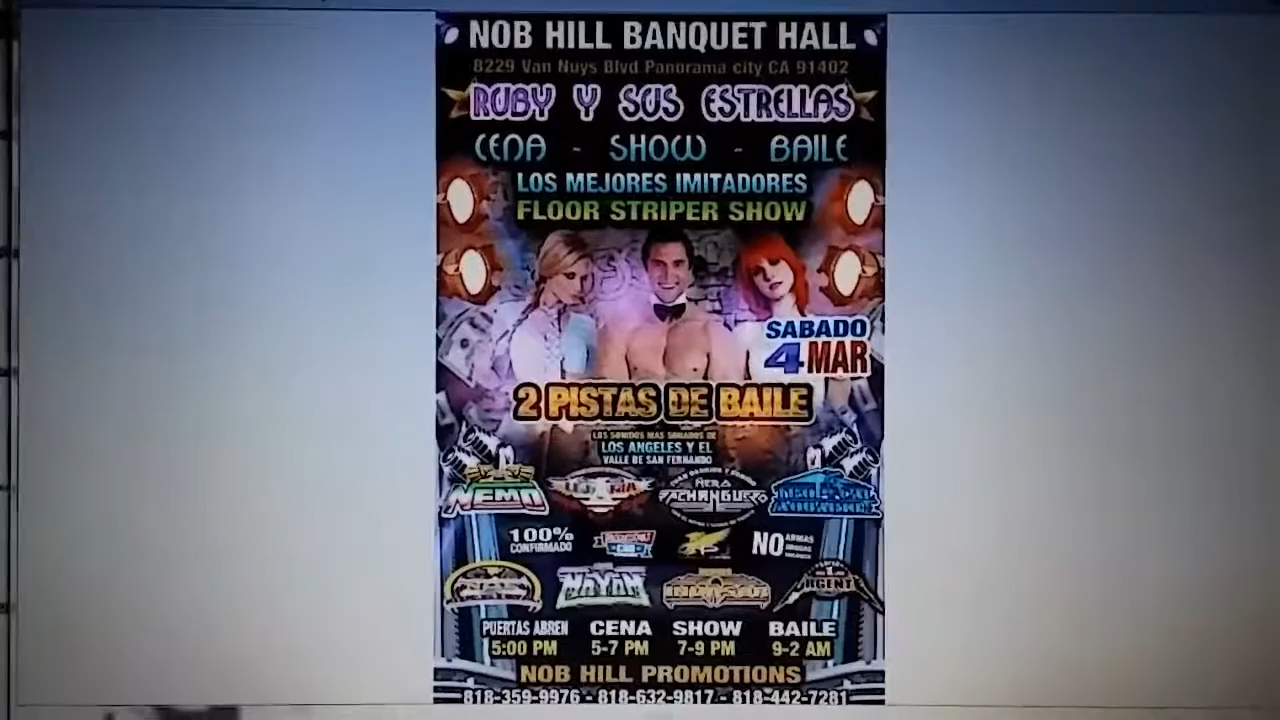 NOB HILL BANQUET HALL
8229 Van Nuys Blvd Panorama city CA 91402
RUBY Y SUS ESTRELLAS
CENA - SHOW - BAILE
LOS MEJORES IMITADORES
FLOOR STRIPER SHOW
SABADO
4 MAR
2 PISTAS DE BAILE
LOS SONIDOS MAS SONADOS DE
LOS ANGELES Y EL
VALLE DE SAN FERNANDO
NEMO
100%
CONFIRMADO
NO ARMAS
MAYAM
PUERTAS ABREN CENA SHOW BAILE
5:00 PM 5-7 PM 7-9 PM 9-2 AM
NOB HILL PROMOTIONS
818-359-9976 - 818-632-9817 - 818-442-7281